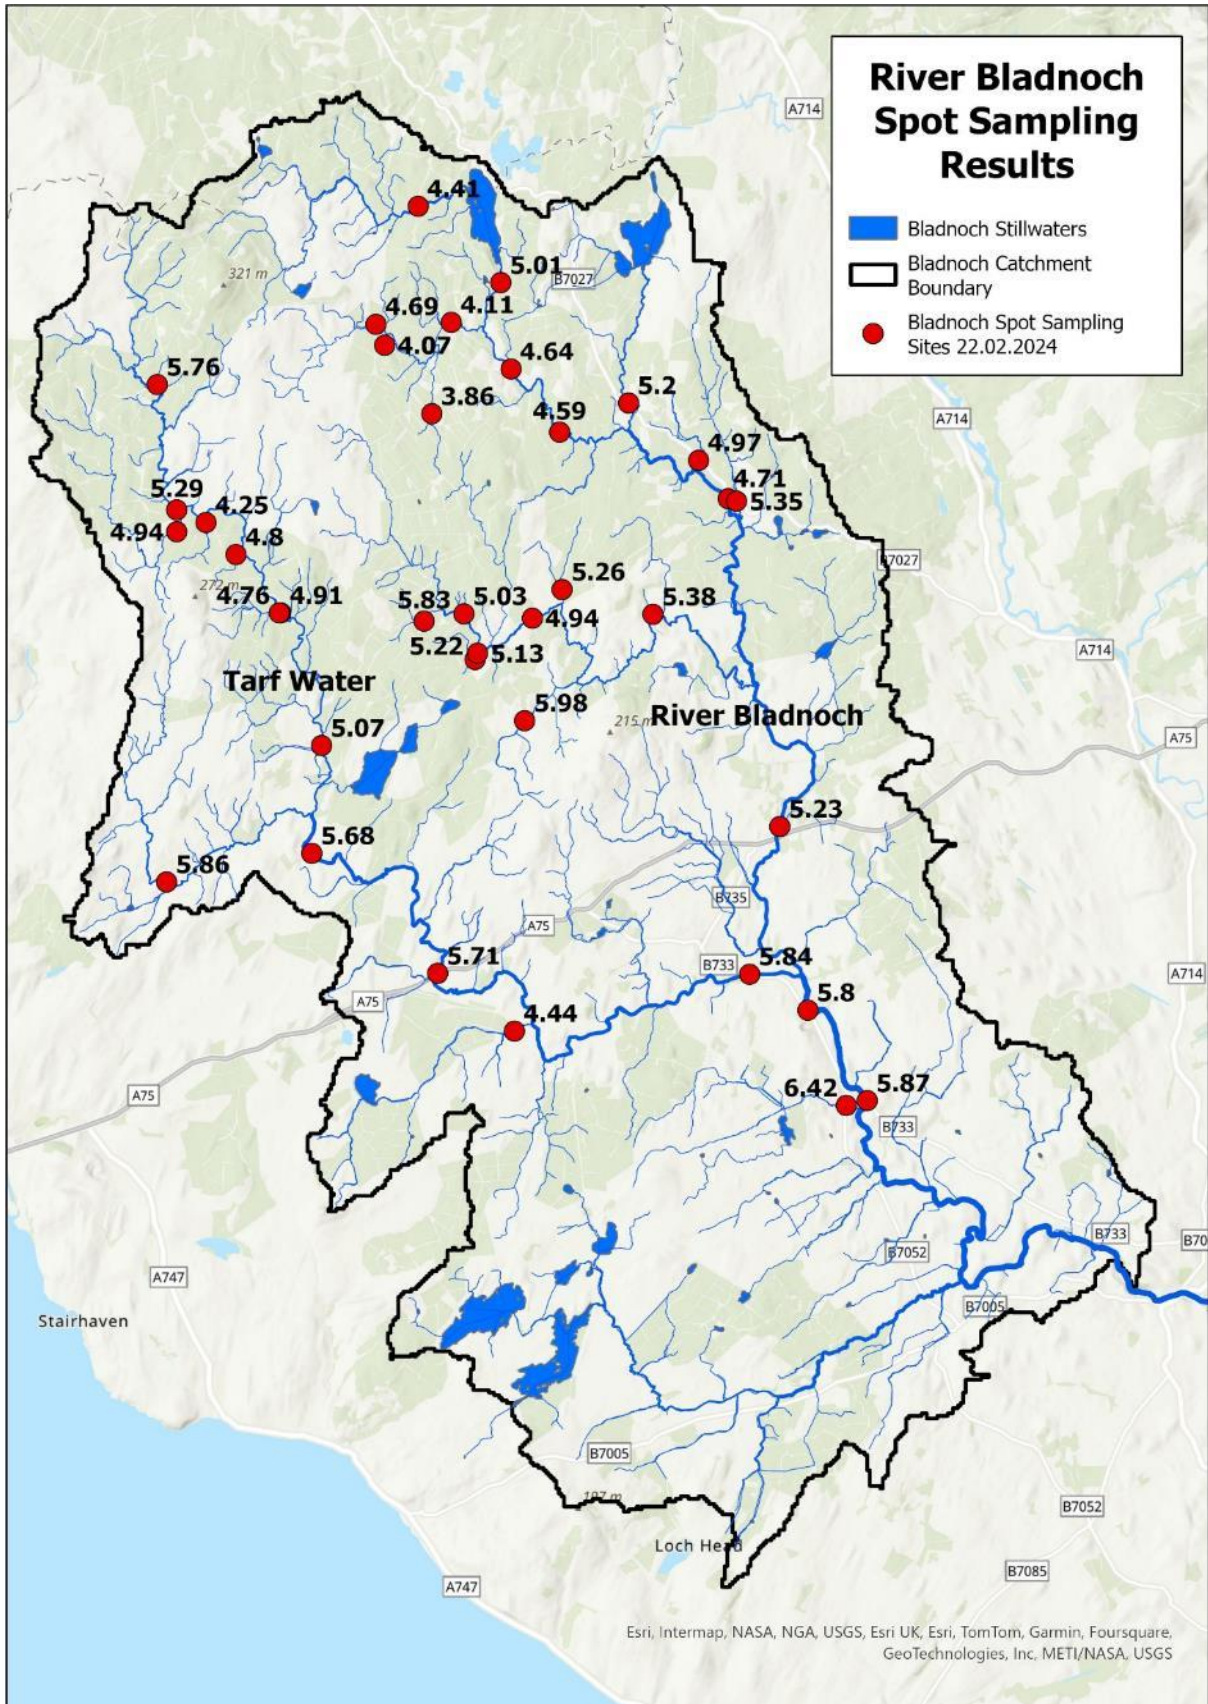 River Bladnoch
Spot Sampling
Results
Bladnoch Stillwaters
Bladnoch Catchment
Boundary
Bladnoch Spot Sampling
Sites 22.02.2024
A714
4.41
321 m
5.01
B7027
4.69
4.11
4.07
4.64
5.76
3.86
5.2
4.59
A714
4.97
4.71
5.35
5.29
4.25
4.94
4.8
B7027
272 m
5.26
4.76
4.91
5.83
5.03
4.94
5.38
5.22
5.13
A714
Tarf Water
5.98
215 m
River Bladnoch
5.07
A75
5.23
5.68
5.86
B735
A75
5.71
B733
5.84
A714
A75
5.8
4.44
A75
6.42
5.87
B733
B733
B70
B7052
A747
B7005
Stairhaven
B7005
197 m
B7052
Loch Head
B7085
A747
Esri, Intermap, NASA, NGA, USGS, Esri UK, Esri, TomTom, Garmin, Foursquare,
GeoTechnologies, Inc, METI/NASA, USGS